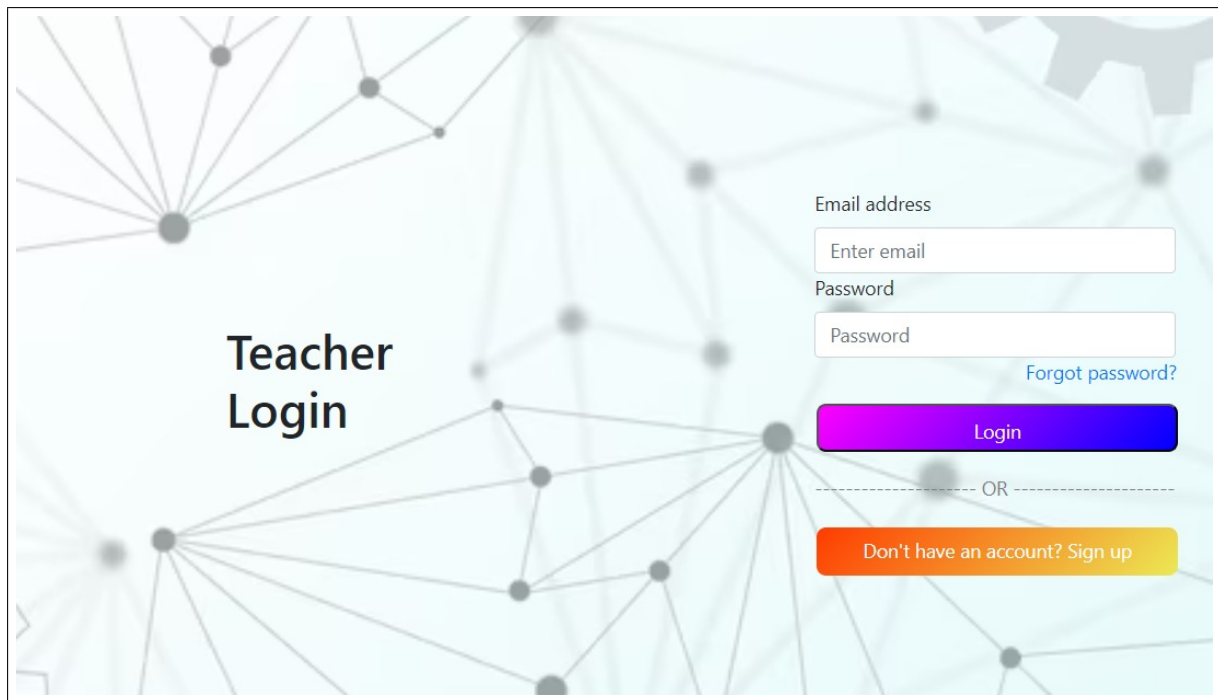 Teacher
Login
Email address
Enter email
Password
Password
Forgot password?
Login
--------------------- OR ---------------------
Don't have an account? Sign up